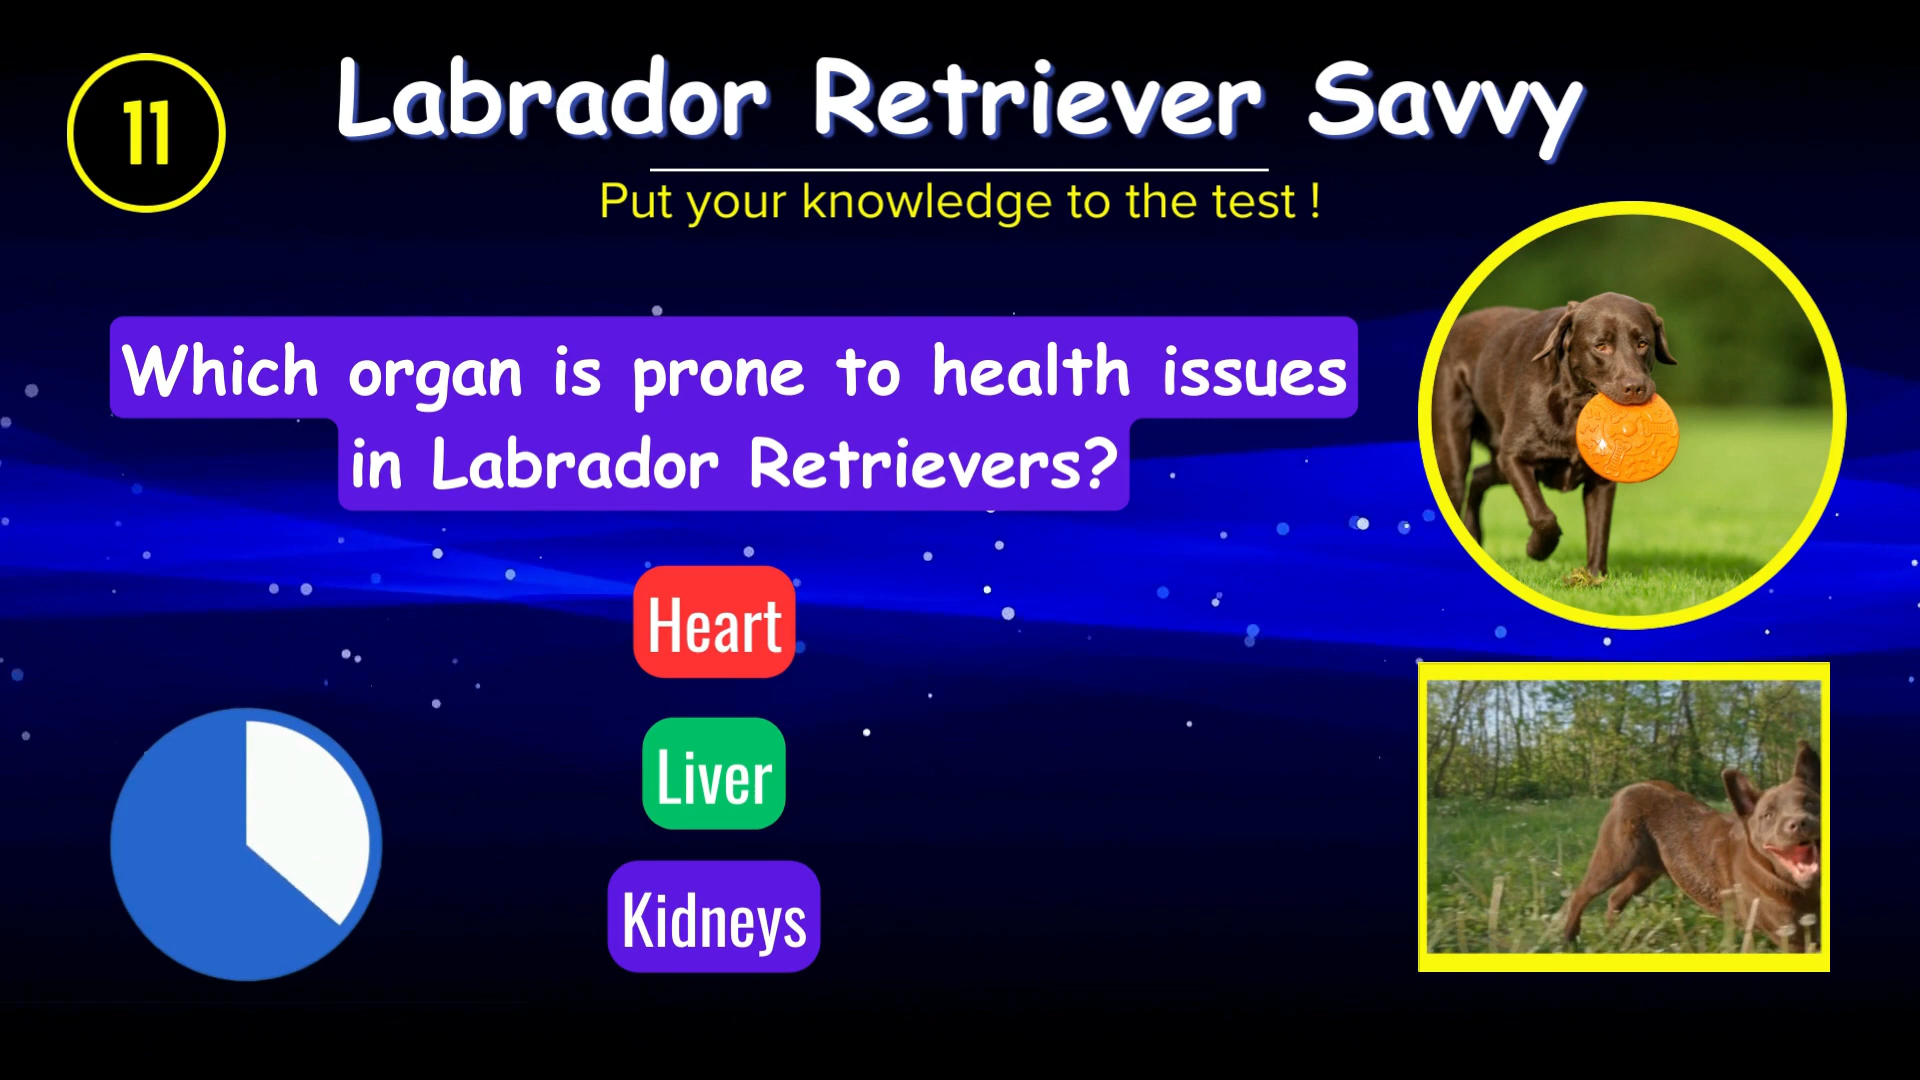 11
Labrador Retriever Savvy
Put your knowledge to the test !
Which organ is prone to health issues
in Labrador Retrievers?
Heart
Liver
Kidneys